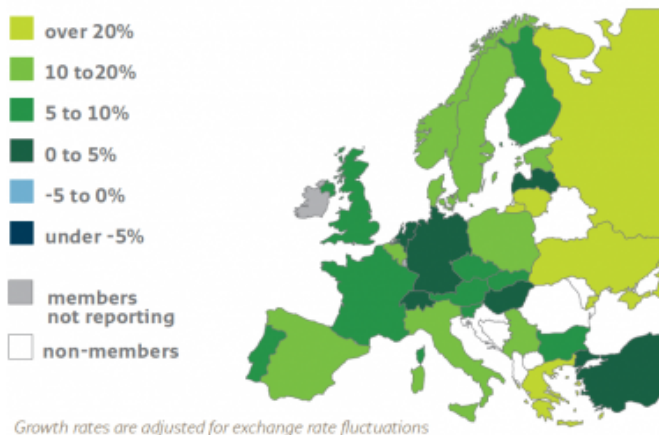 over 20%
10 to20%
5 to 10%
0 to 5%
-5 to 0%
under -5%
members
not reporting
non-members
Growth rates are adjusted for exchange rate fluctuations